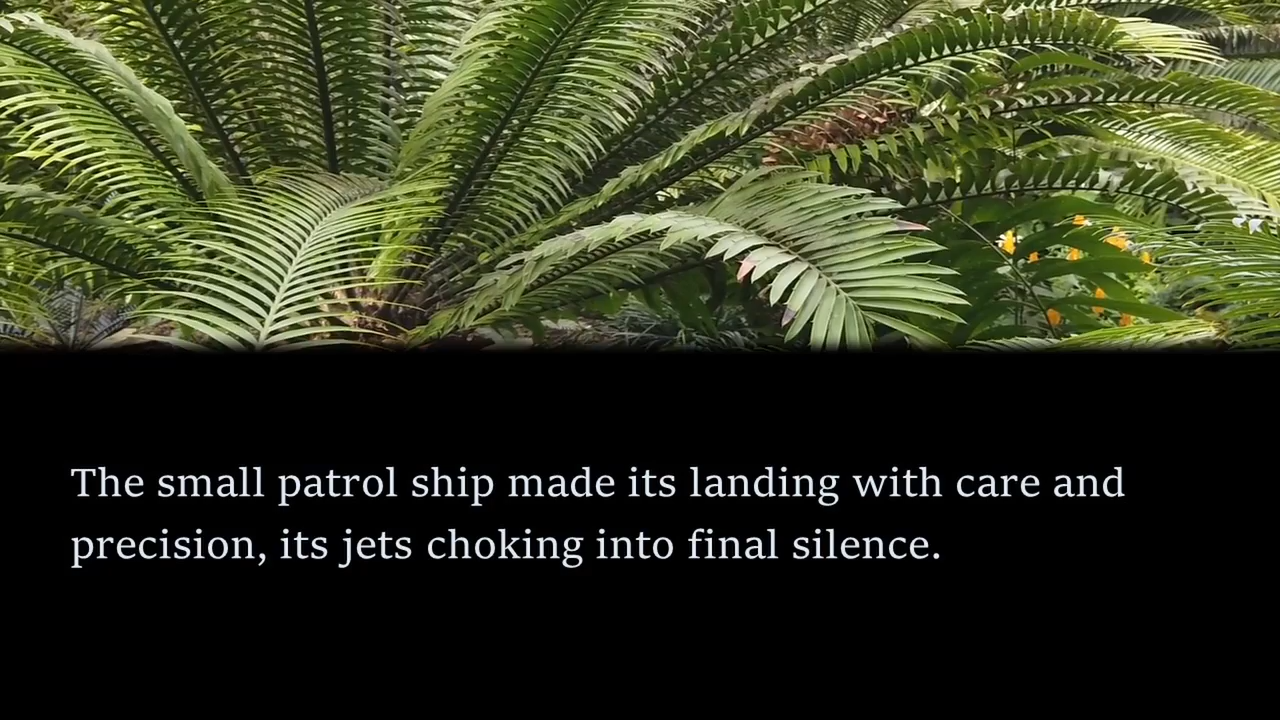 The small patrol ship made its landing with care and
precision, its jets choking into final silence.